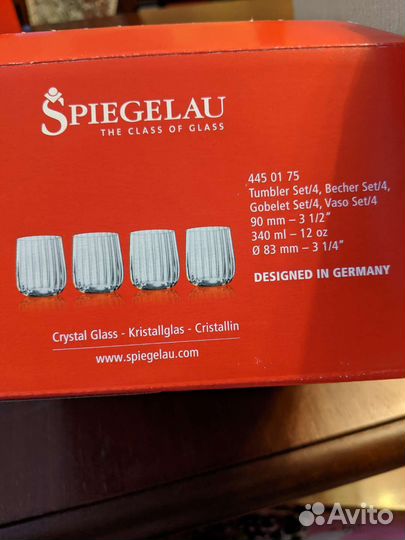 SPIEGELAU
THE CLASS OF GLASS
445 01 75
Tumbler Set/4, Becher Set/4,
Gobelet Set/4, Vaso Set/4
90 mm – 3 1/2″
340 ml – 12 oz
Ø 83 mm – 3 1/4″
DESIGNED IN GERMANY
Crystal Glass - Kristallglas - Cristallin
www.spiegelau.com
Avito